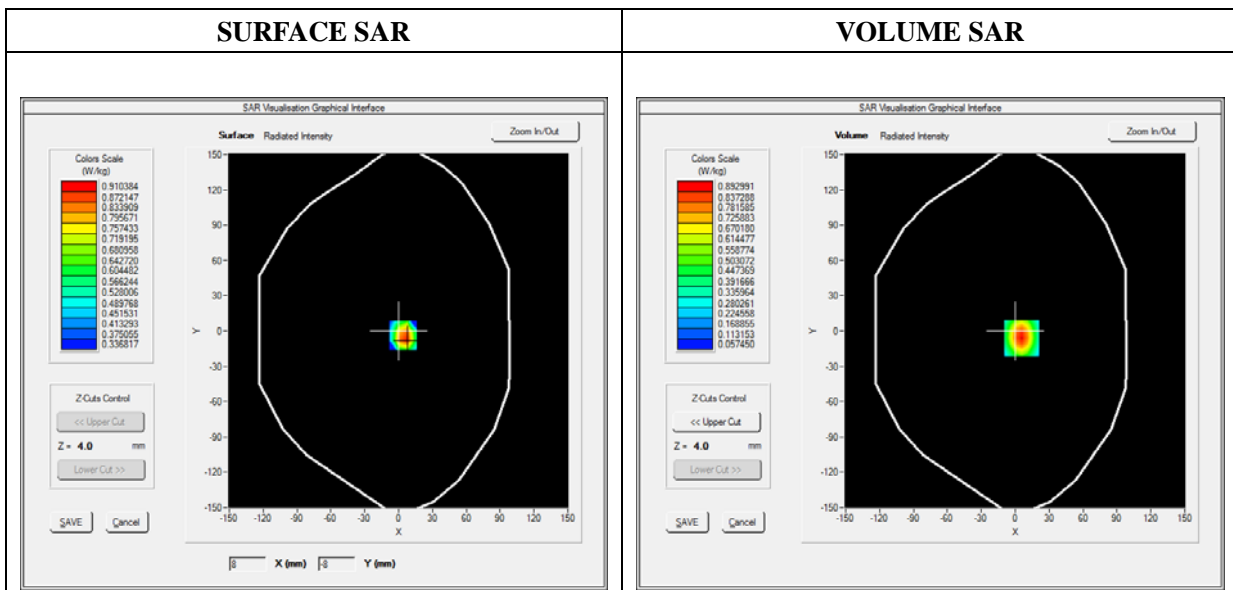 SURFACE SAR
VOLUME SAR
SAR Visualisation Graphical Interface
Surface Radiated Intensity
Zoom In/Out
Colors Scale
(W/kg)
0.910384
0.872147
0.833909
0.795671
0.757433
0.719195
0.680958
0.642720
0.604482
0.566244
0.528006
0.489768
0.451531
0.413293
0.375055
0.336817
Z-Cuts Control
<< Upper Cut
Z = 4.0 mm
Lower Cut >>
SAVE Cancel
150
120
90
60
30
0
-30
-60
-90
-120
-150
Y
-150 -120 -90 -60 -30 0 30 60 90 120 150
X
8 X (mm) -8 Y (mm)
SAR Visualisation Graphical Interface
Volume Radiated Intensity
Zoom In/Out
Colors Scale
(W/kg)
0.892991
0.837288
0.781585
0.725883
0.670180
0.614477
0.558774
0.503072
0.447369
0.391666
0.335964
0.280261
0.224558
0.168855
0.113153
0.057450
Z-Cuts Control
<< Upper Cut
Z = 4.0 mm
Lower Cut >>
SAVE Cancel
150
120
90
60
30
0
-30
-60
-90
-120
-150
Y
-150 -120 -90 -60 -30 0 30 60 90 120 150
X